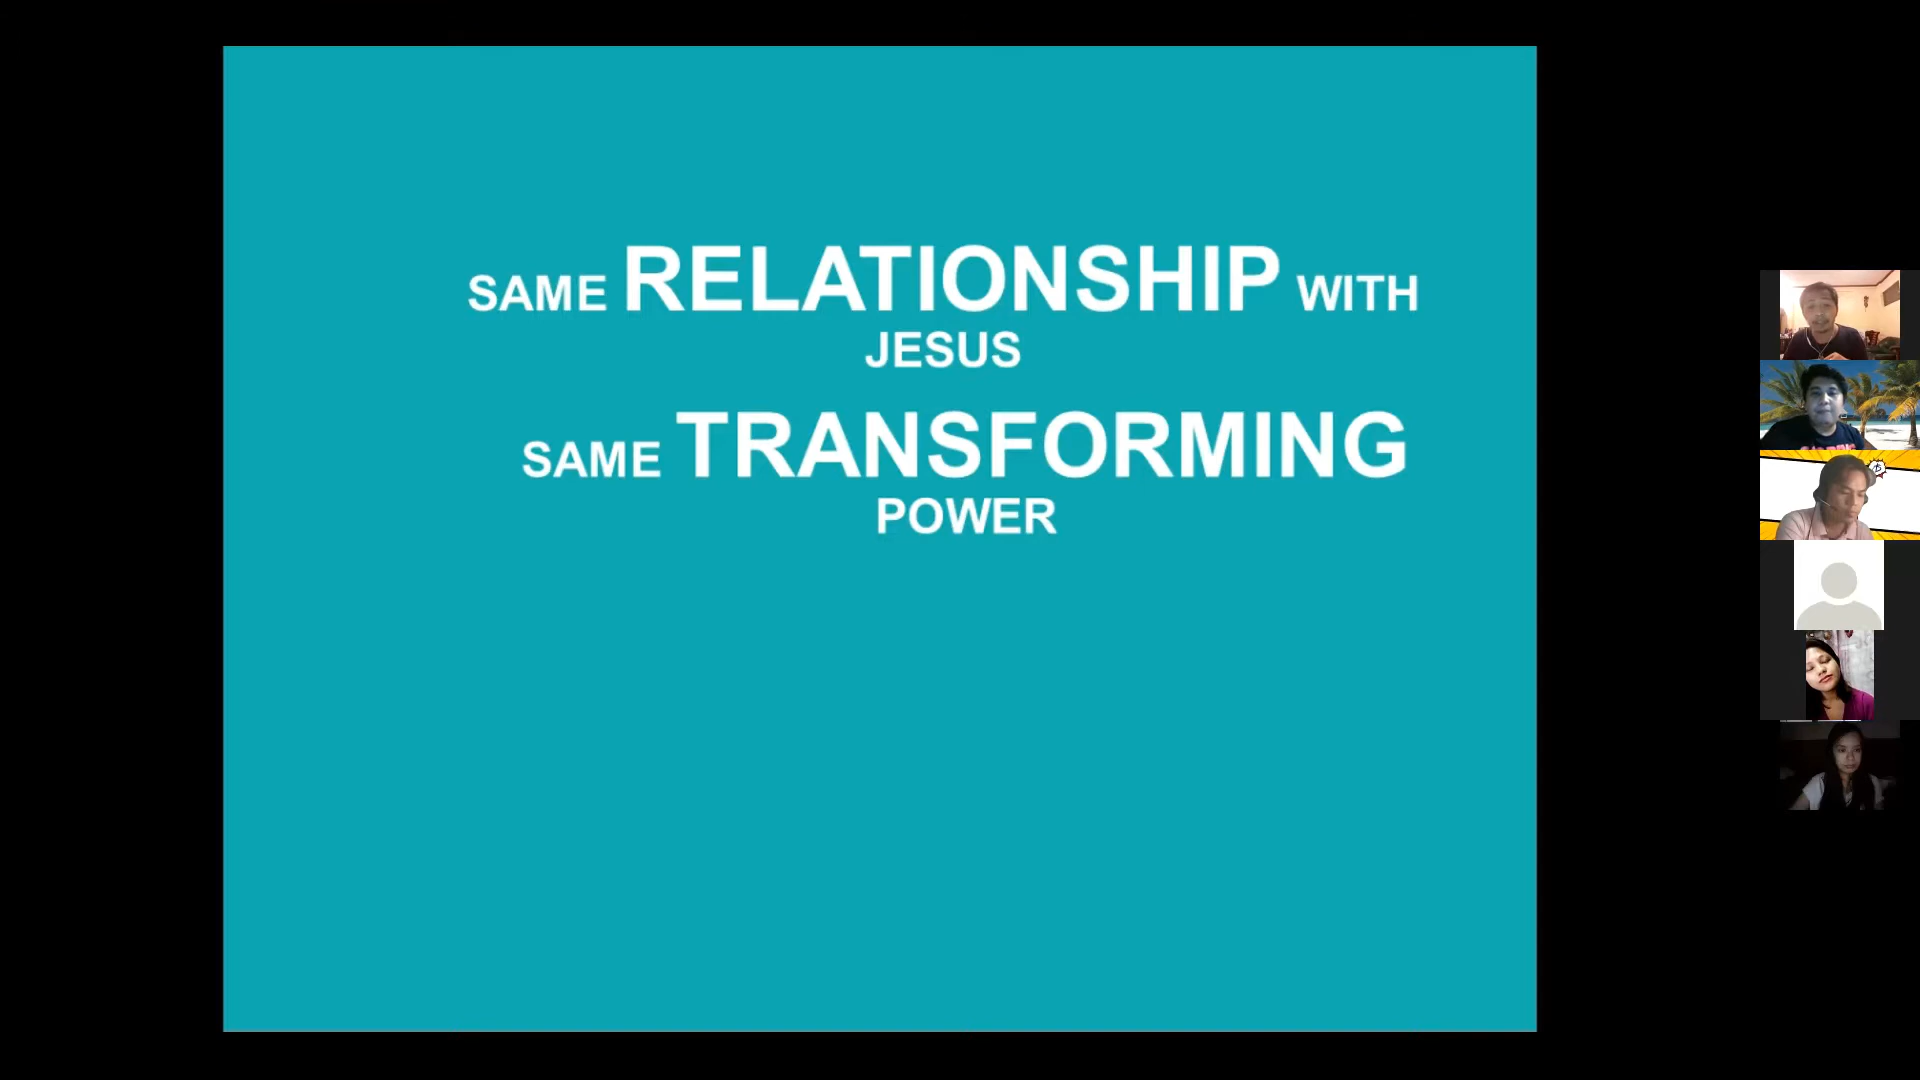 SAME RELATIONSHIP WITH
JESUS
SAME TRANSFORMING
POWER